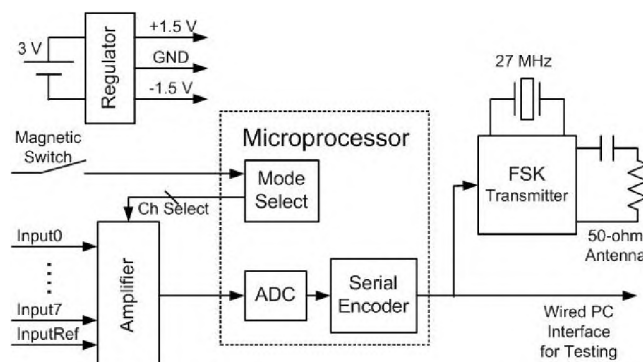 3 V
Regulator
+1.5 V
GND
-1.5 V
27 MHz
Magnetic
Switch
Microprocessor
Mode
Select
FSK
Transmitter
Ch Select
50-ohm
Antenna
Input0
Input7
InputRef
Amplifier
ADC
Serial
Encoder
Wired PC
Interface
for Testing